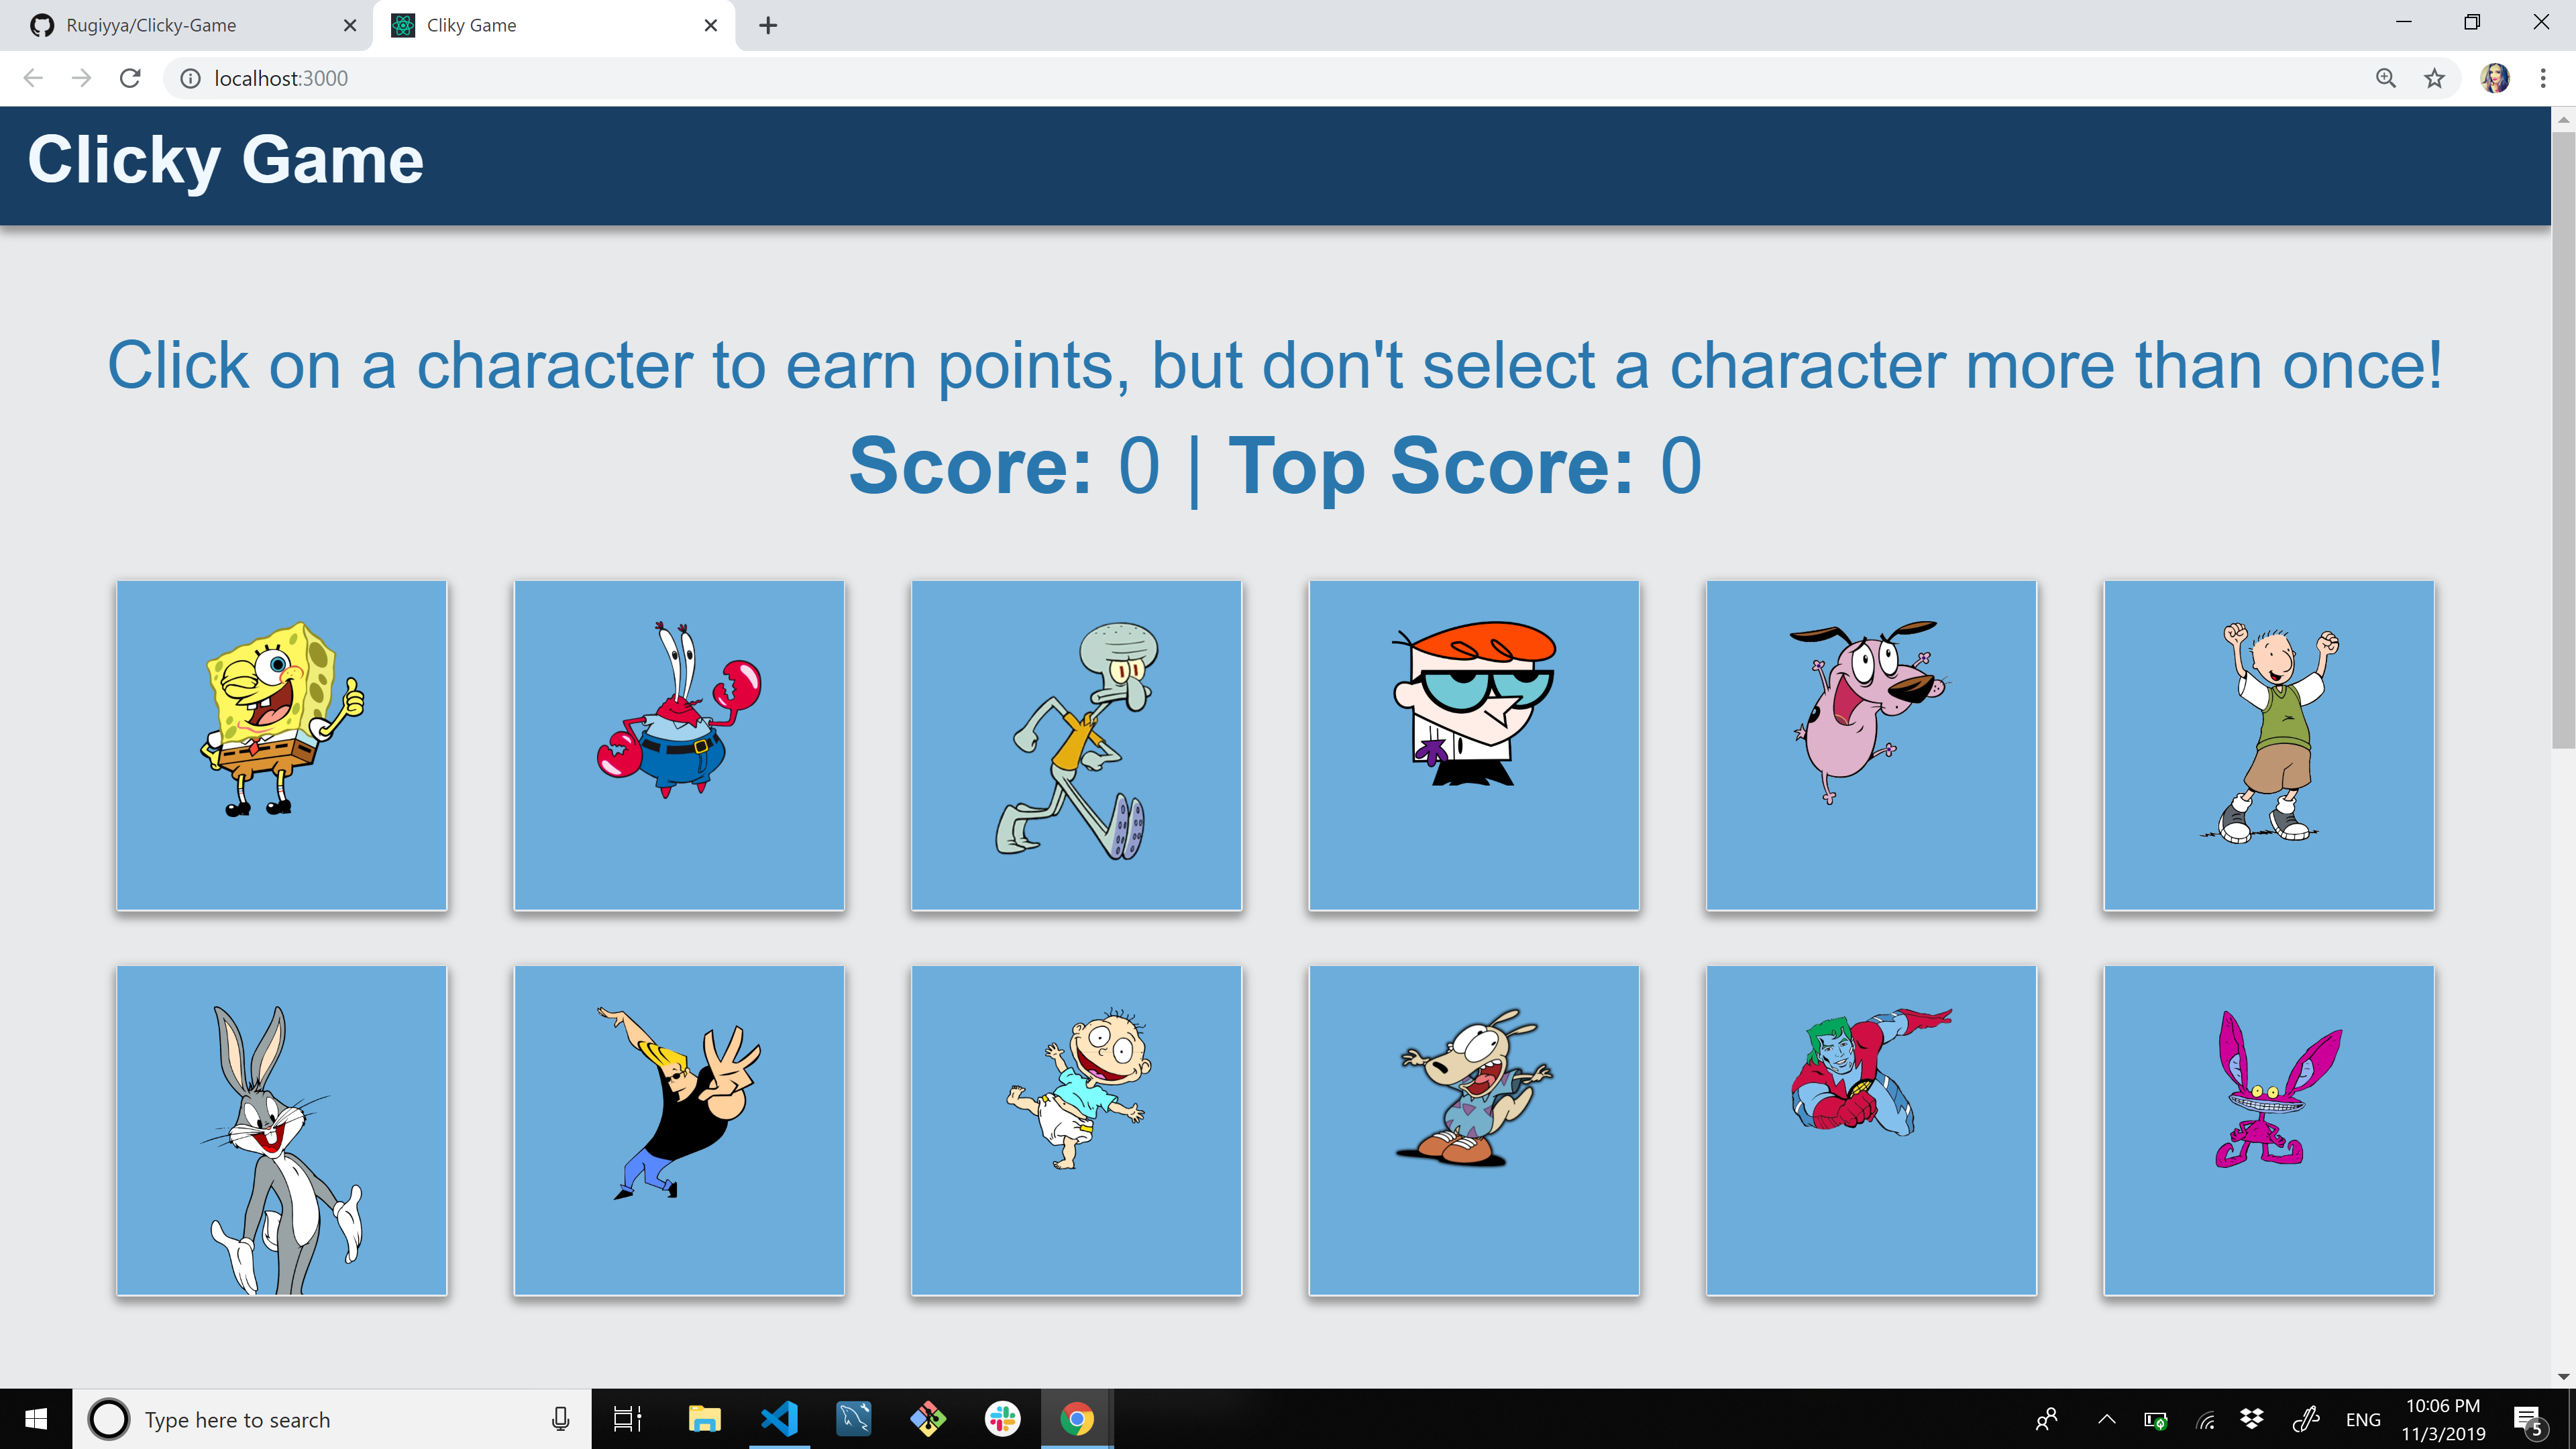 Rugiyya/Clicky-Game
Cliky Game
localhost:3000
Clicky Game
Click on a character to earn points, but don't select a character more than once!
Score: 0 | Top Score: 0
Type here to search
ENG
10:06 PM
11/3/2019
5